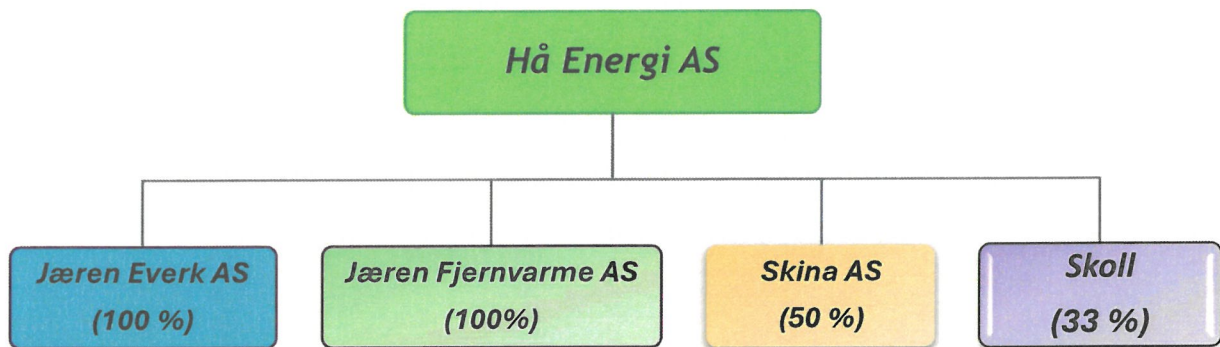 Hå Energi AS
Jæren Everk AS
(100 %)
Jæren Fjernvarme AS
(100%)
Skina AS
(50 %)
Skoll
(33 %)